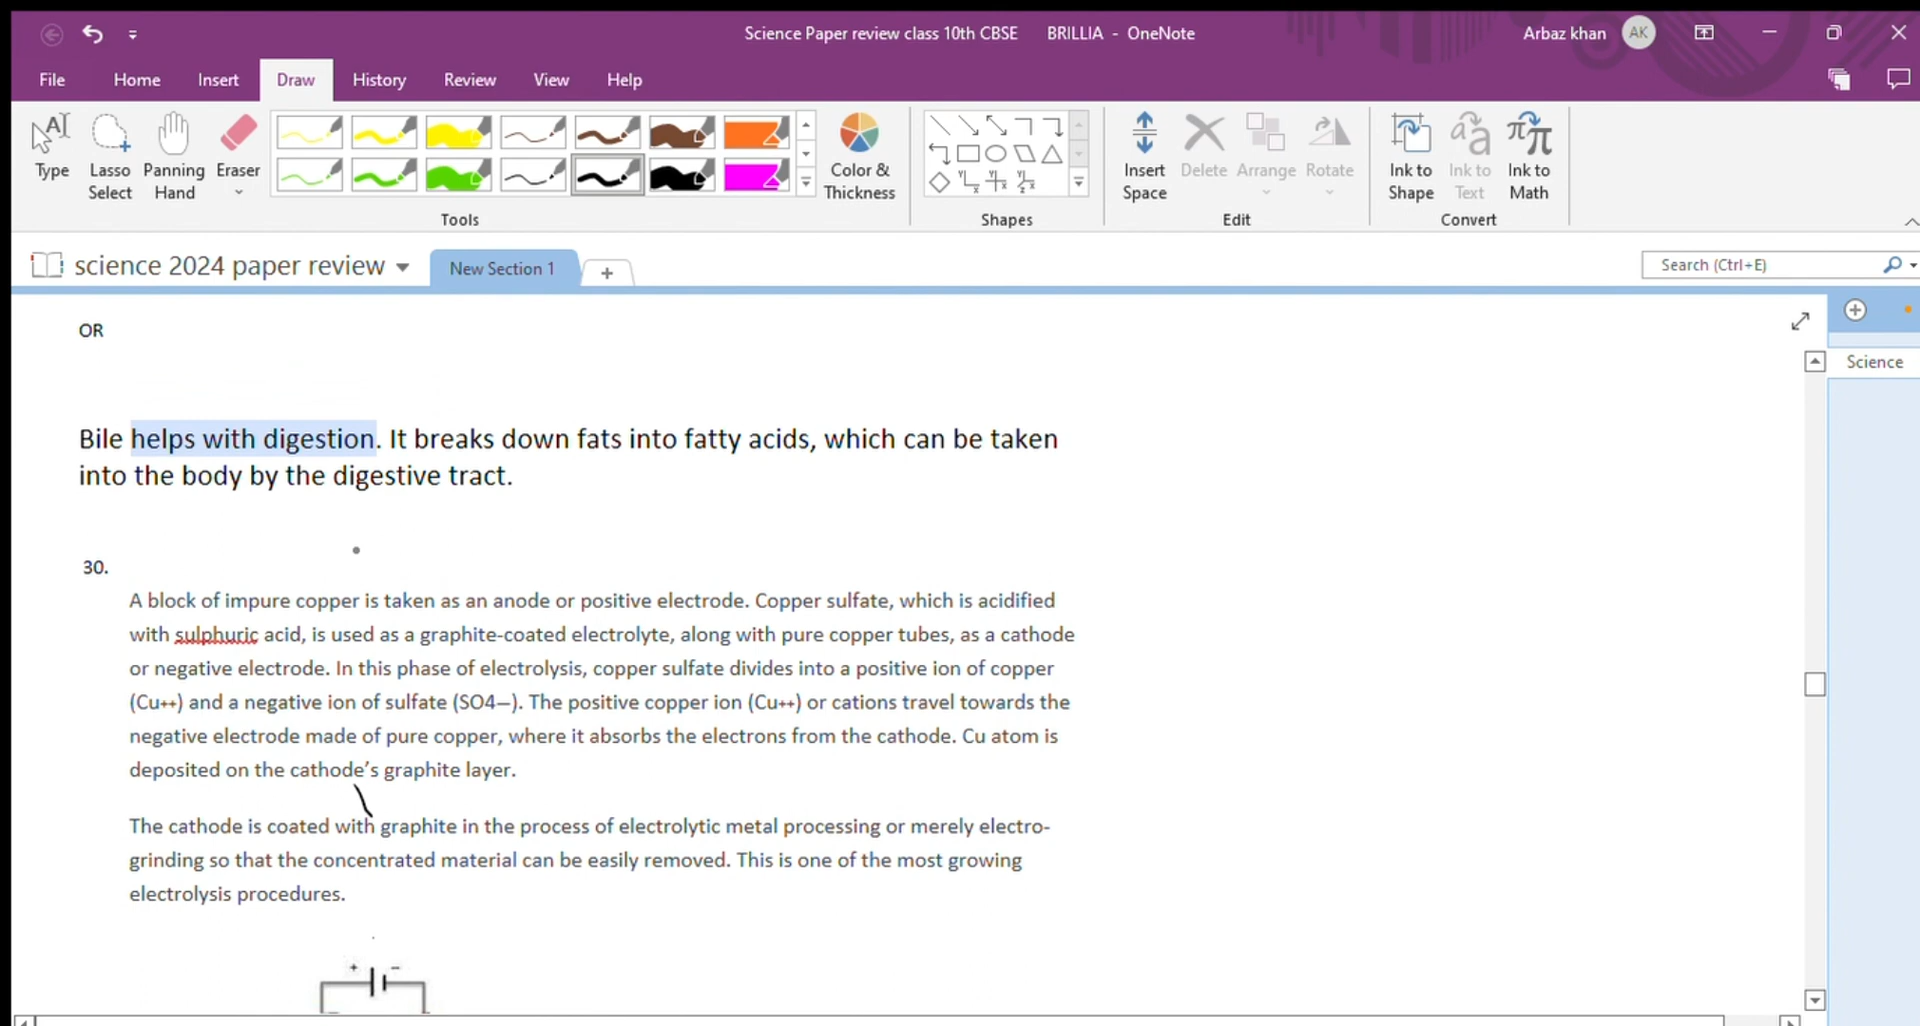 Science Paper review class 10th CBSE BRILLIA - OneNote
Arbaz khan AK
File Home Insert Draw History Review View Help
Type
Lasso Select
Panning Hand
Eraser
Color & Thickness
Insert Space
Delete
Arrange
Rotate
Ink to Shape
Ink to Text
Ink to Math
Tools Shapes Edit Convert
science 2024 paper review New Section 1 Search (Ctrl+E)
Science
OR
Bile helps with digestion. It breaks down fats into fatty acids, which can be taken
into the body by the digestive tract.
30.
A block of impure copper is taken as an anode or positive electrode. Copper sulfate, which is acidified
with sulphuric acid, is used as a graphite-coated electrolyte, along with pure copper tubes, as a cathode
or negative electrode. In this phase of electrolysis, copper sulfate divides into a positive ion of copper
(Cu++) and a negative ion of sulfate (SO4—). The positive copper ion (Cu++) or cations travel towards the
negative electrode made of pure copper, where it absorbs the electrons from the cathode. Cu atom is
deposited on the cathode’s graphite layer.
The cathode is coated with graphite in the process of electrolytic metal processing or merely electro-
grinding so that the concentrated material can be easily removed. This is one of the most growing
electrolysis procedures.
+ −